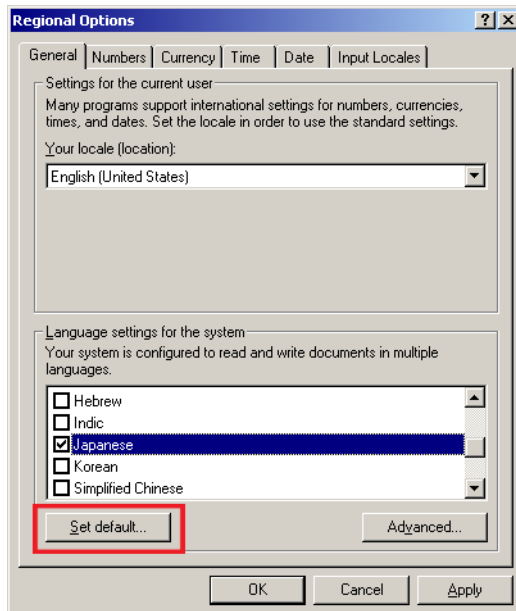 Regional Options
General Numbers Currency Time Date Input Locales
Settings for the current user
Many programs support international settings for numbers, currencies,
times, and dates. Set the locale in order to use the standard settings.
Your locale (location):
English (United States)
Language settings for the system
Your system is configured to read and write documents in multiple
languages.
Hebrew
Indic
Japanese
Korean
Simplified Chinese
Set default... Advanced...
OK Cancel Apply